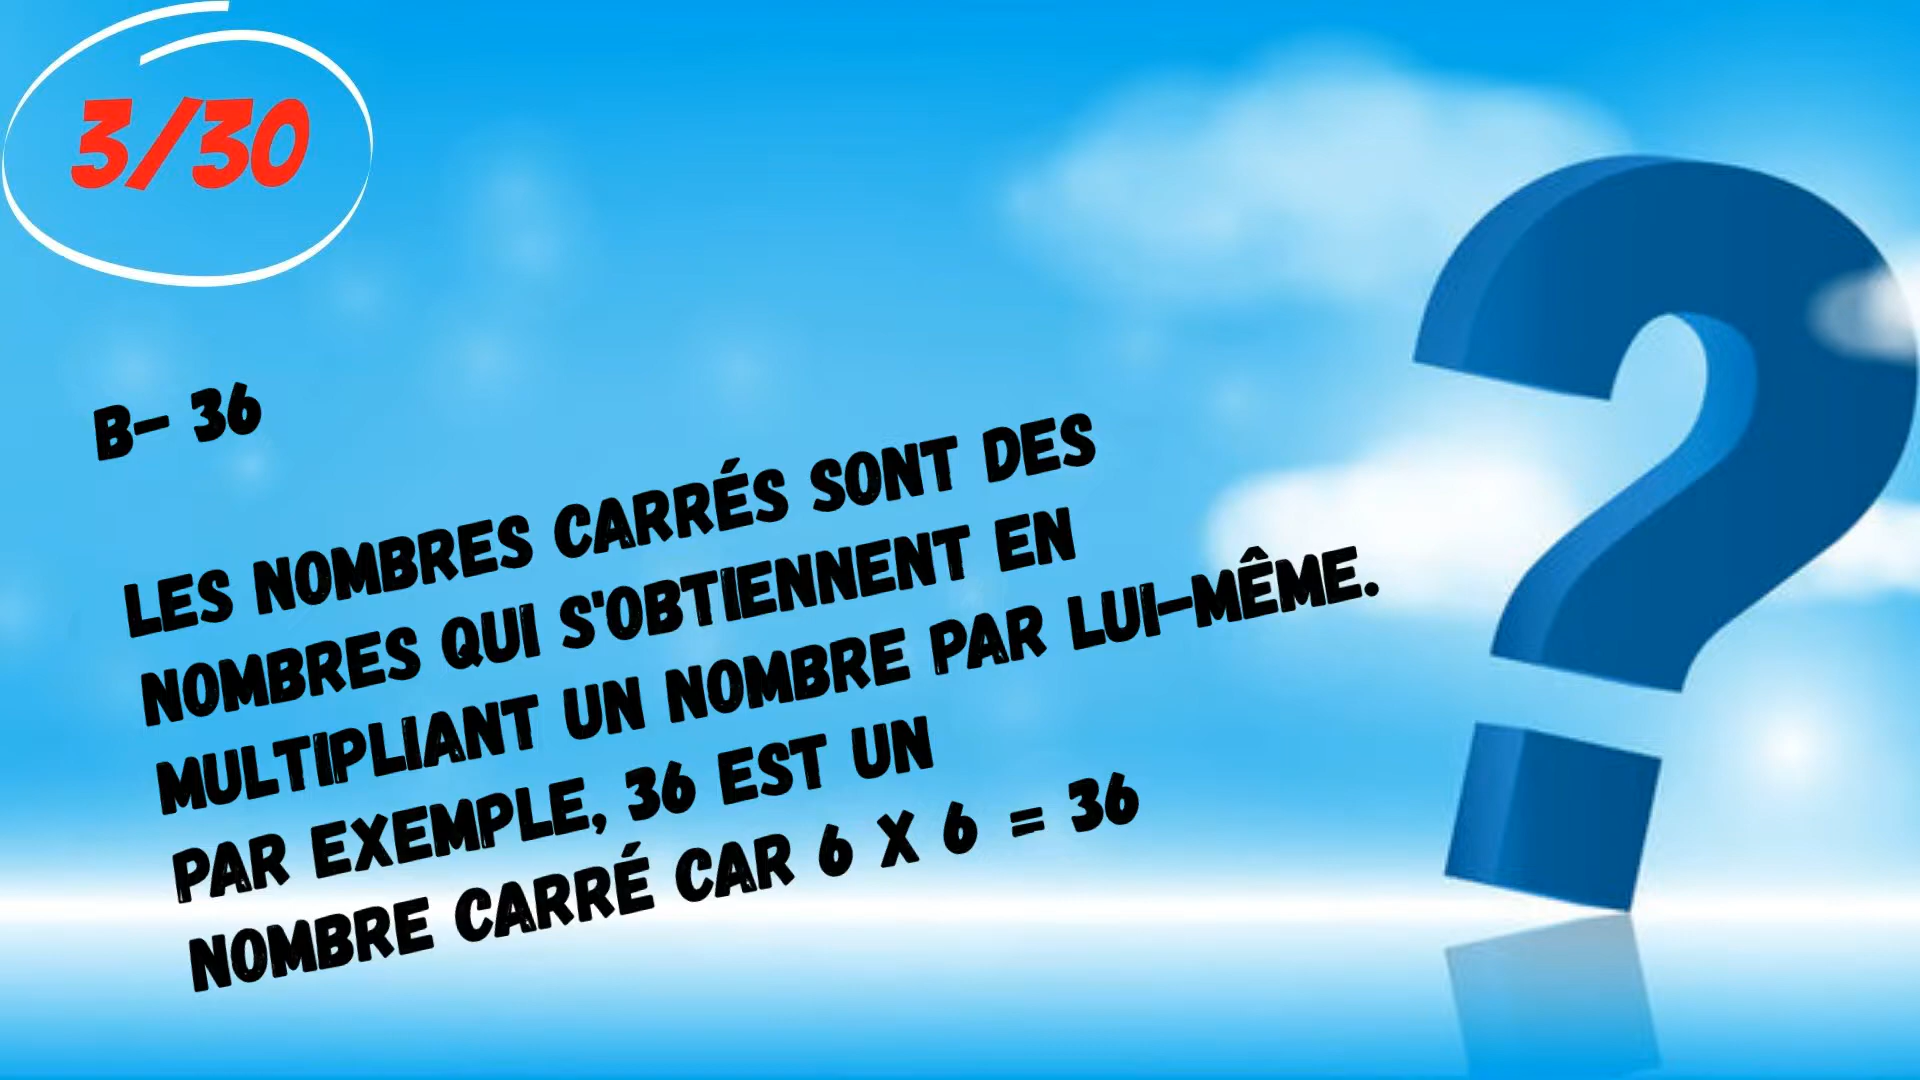 3/30
B- 36
LES NOMBRES CARRÉS SONT DES
NOMBRES QUI S'OBTIENNENT EN
MULTIPLIANT UN NOMBRE PAR LUI-MÊME.
PAR EXEMPLE, 36 EST UN
NOMBRE CARRÉ CAR 6 X 6 = 36